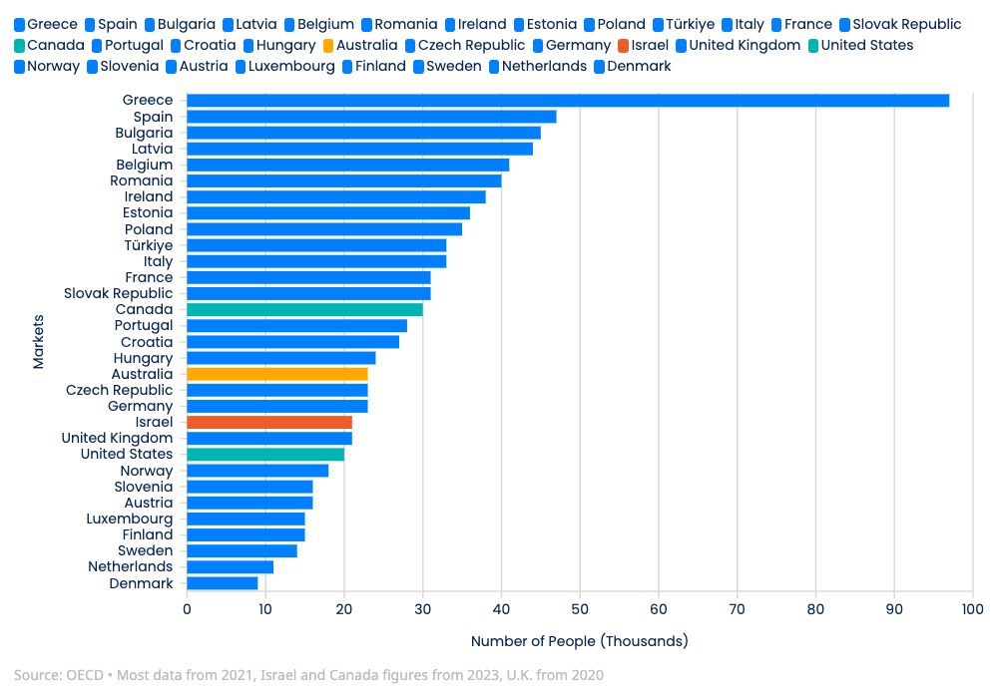 Greece Spain Bulgaria Latvia Belgium Romania Ireland Estonia Poland Türkiye Italy France Slovak Republic
Canada Portugal Croatia Hungary Australia Czech Republic Germany Israel United Kingdom United States
Norway Slovenia Austria Luxembourg Finland Sweden Netherlands Denmark
Greece
Spain
Bulgaria
Latvia
Belgium
Romania
Ireland
Estonia
Poland
Türkiye
Italy
France
Slovak Republic
Canada
Portugal
Croatia
Hungary
Australia
Czech Republic
Germany
Israel
United Kingdom
United States
Norway
Slovenia
Austria
Luxembourg
Finland
Sweden
Netherlands
Denmark
Markets
0 10 20 30 40 50 60 70 80 90 100
Number of People (Thousands)
Source: OECD • Most data from 2021, Israel and Canada figures from 2023, U.K. from 2020